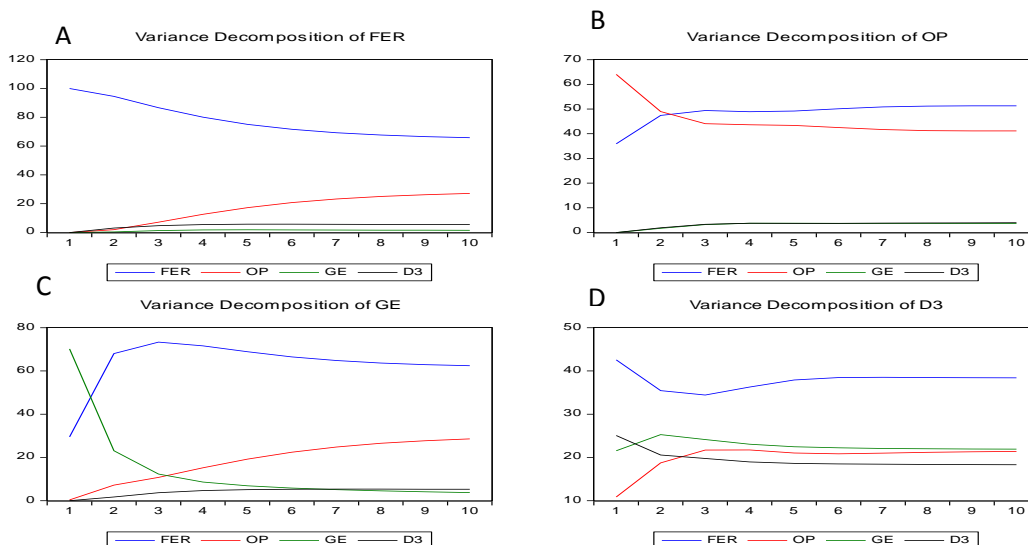 A
Variance Decomposition of FER
120
100
80
60
40
20
0
1 2 3 4 5 6 7 8 9 10
FER OP GE D3
B
Variance Decomposition of OP
70
60
50
40
30
20
10
0
1 2 3 4 5 6 7 8 9 10
FER OP GE D3
C
Variance Decomposition of GE
80
60
40
20
0
1 2 3 4 5 6 7 8 9 10
FER OP GE D3
D
Variance Decomposition of D3
50
40
30
20
10
1 2 3 4 5 6 7 8 9 10
FER OP GE D3